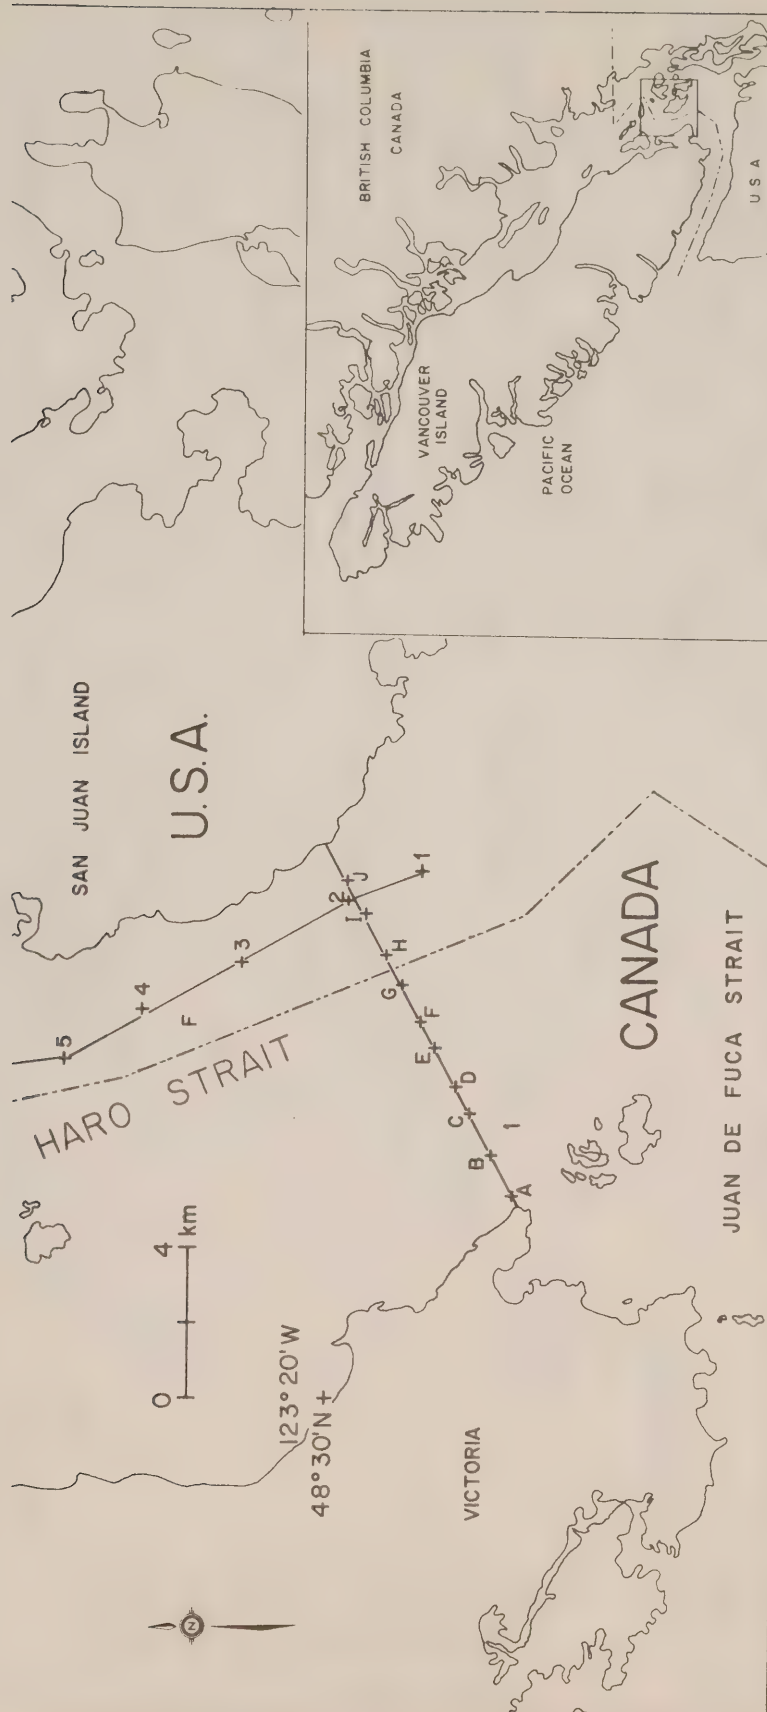 BRITISH COLUMBIA
CANADA
VANCOUVER
ISLAND
PACIFIC
OCEAN
USA
SAN JUAN ISLAND
U.S.A.
HARO STRAIT
5
4
3
2
1
F
J
I
H
G
F
E
D
C
B
A
1
CANADA
JUAN DE FUCA STRAIT
0
4
km
123°20'W
48°30'N
VICTORIA
N